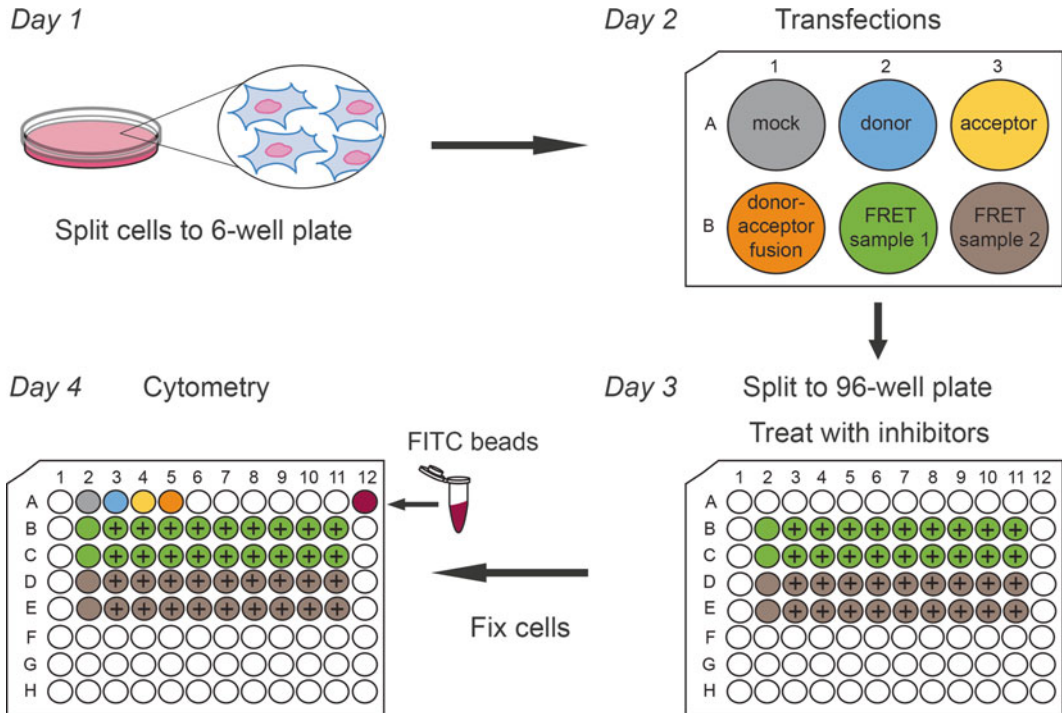 Day 1
Split cells to 6-well plate
Day 2 Transfections
1 2 3
A mock donor acceptor
B donor-
acceptor
fusion
FRET
sample 1
FRET
sample 2
Day 3 Split to 96-well plate
Treat with inhibitors
1 2 3 4 5 6 7 8 9 10 11 12
A
B + + + + + + + + +
C + + + + + + + + +
D + + + + + + + + +
E + + + + + + + + +
F
G
H
Fix cells
Day 4 Cytometry
FITC beads
1 2 3 4 5 6 7 8 9 10 11 12
A
B + + + + + + + + +
C + + + + + + + + +
D + + + + + + + + +
E + + + + + + + + +
F
G
H